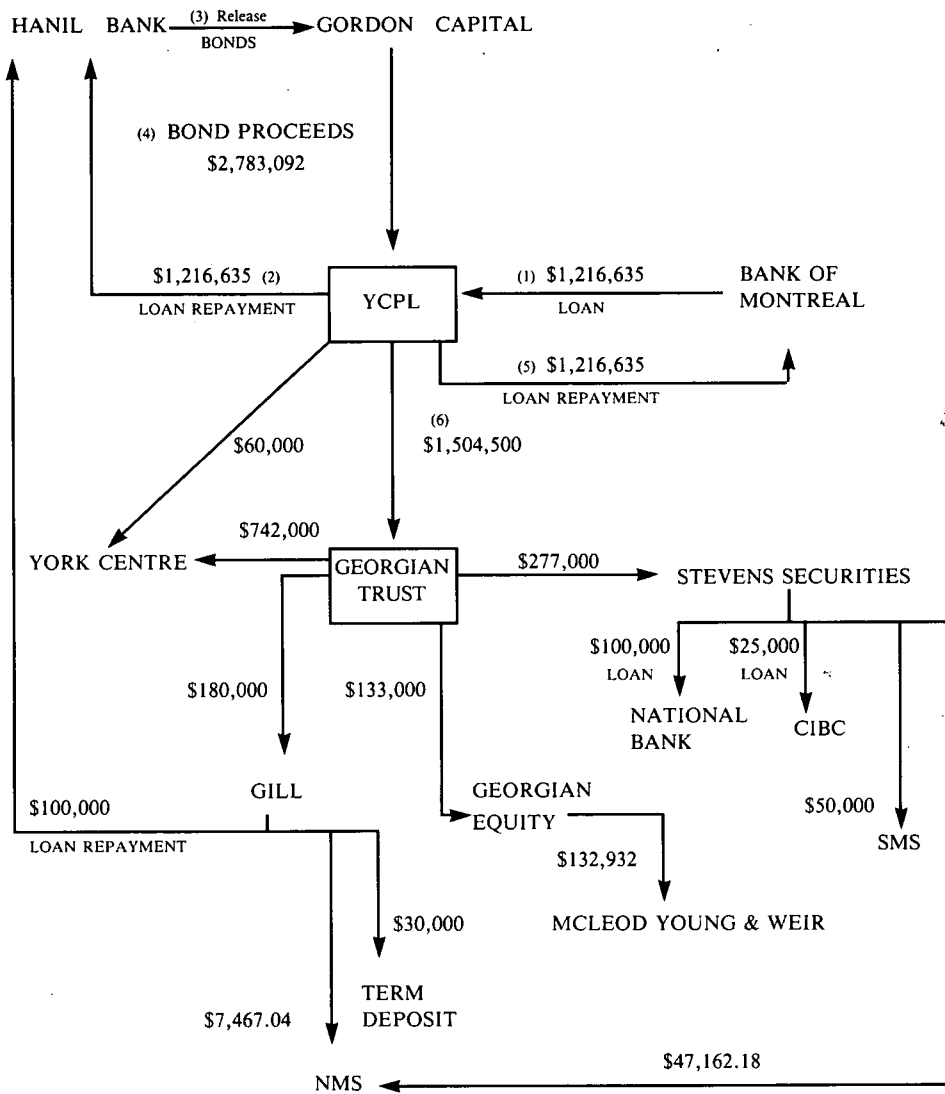 HANIL BANK (3) Release GORDON CAPITAL
BONDS
(4) BOND PROCEEDS
$2,783,092
$1,216,635 (2)
LOAN REPAYMENT
YCPL
(1) $1,216,635
LOAN
BANK OF
MONTREAL
(5) $1,216,635
LOAN REPAYMENT
(6)
$60,000
$1,504,500
$742,000
YORK CENTRE
GEORGIAN
TRUST
$277,000
STEVENS SECURITIES
$100,000
LOAN
$25,000
LOAN
$180,000
$133,000
NATIONAL
BANK
CIBC
$50,000
SMS
GILL
$100,000
LOAN REPAYMENT
GEORGIAN
EQUITY
$132,932
MCLEOD YOUNG & WEIR
$30,000
TERM
DEPOSIT
$7,467.04
$47,162.18
NMS